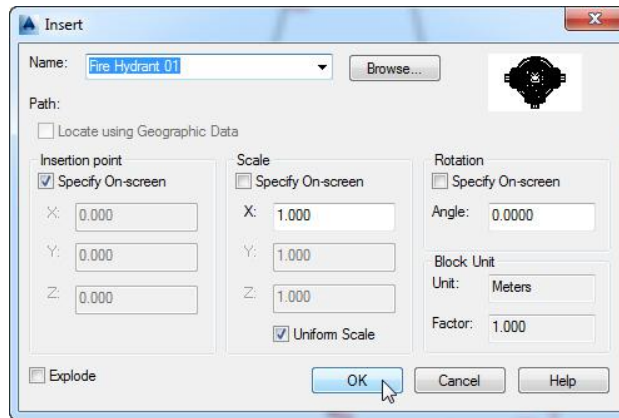 Insert
Name: Fire Hydrant 01 Browse...
Path:
Locate using Geographic Data
Insertion point
Specify On-screen
X: 0.000
Y: 0.000
Z: 0.000
Scale
Specify On-screen
X: 1.000
Y: 1.000
Z: 1.000
Uniform Scale
Rotation
Specify On-screen
Angle: 0.0000
Block Unit
Unit: Meters
Factor: 1.000
Explode
OK Cancel Help